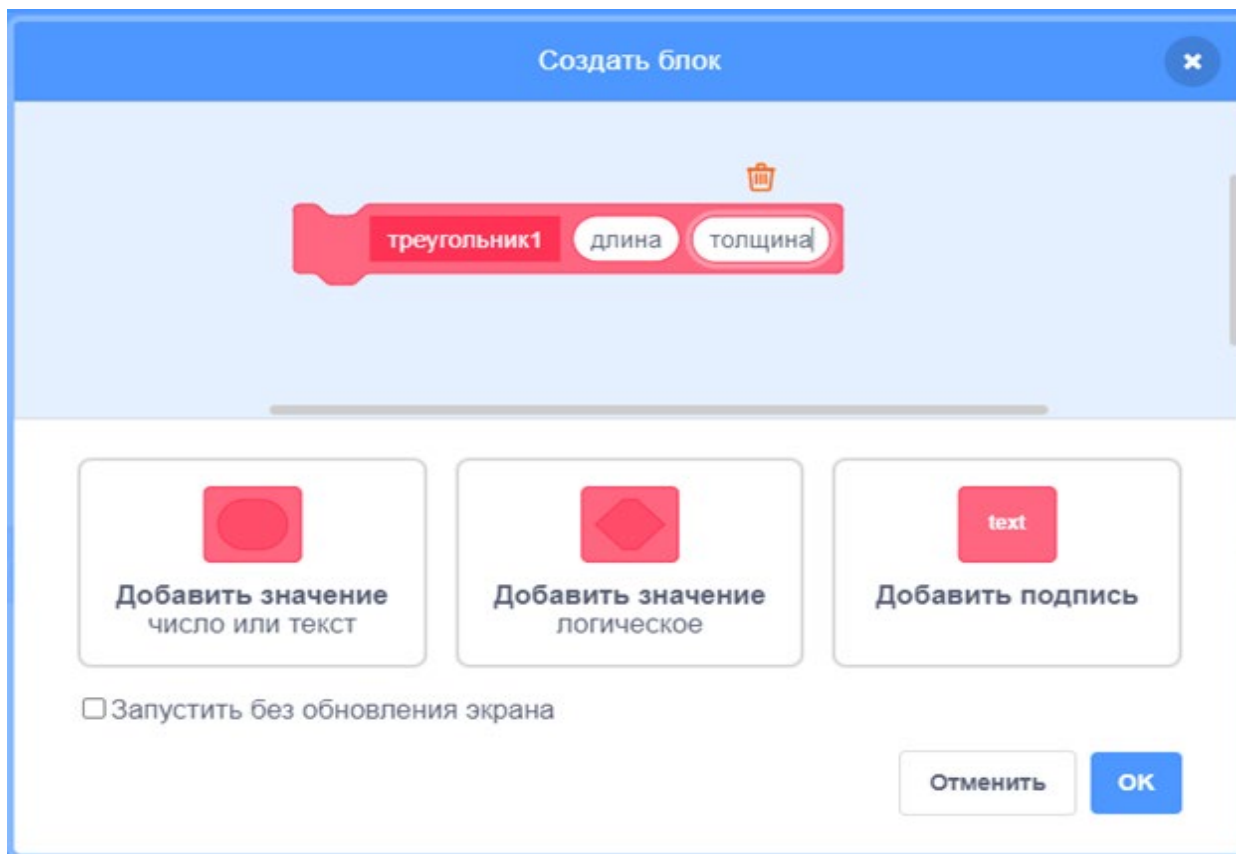 Создать блок
треугольник1 длина толщина
text
Добавить значение
число или текст
Добавить значение
логическое
Добавить подпись
Запустить без обновления экрана
Отменить
ОК